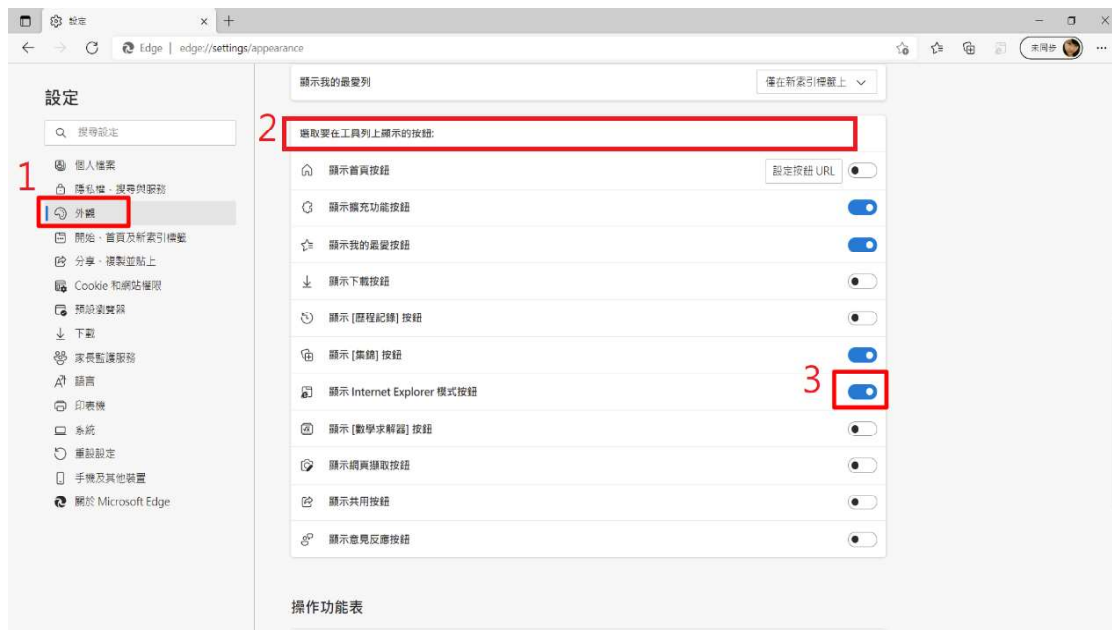 設定
Edge | edge://settings/appearance
未同步
設定
搜尋設定
1
個人檔案
隱私權、搜尋與服務
外觀
開始、首頁及新索引標籤
分享、複製並貼上
Cookie 和網站權限
預設瀏覽器
下載
家長監護服務
語言
印表機
系統
重設設定
手機及其他裝置
關於 Microsoft Edge
顯示我的最愛列
僅在新索引標籤上
2
選取要在工具列上顯示的按鈕:
顯示首頁按鈕
設定按鈕 URL
顯示擴充功能按鈕
顯示我的最愛按鈕
顯示下載按鈕
顯示 [歷程記錄] 按鈕
顯示 [集錦] 按鈕
顯示 Internet Explorer 模式按鈕
3
顯示 [數學求解器] 按鈕
顯示網頁擷取按鈕
顯示共用按鈕
顯示意見反應按鈕
操作功能表